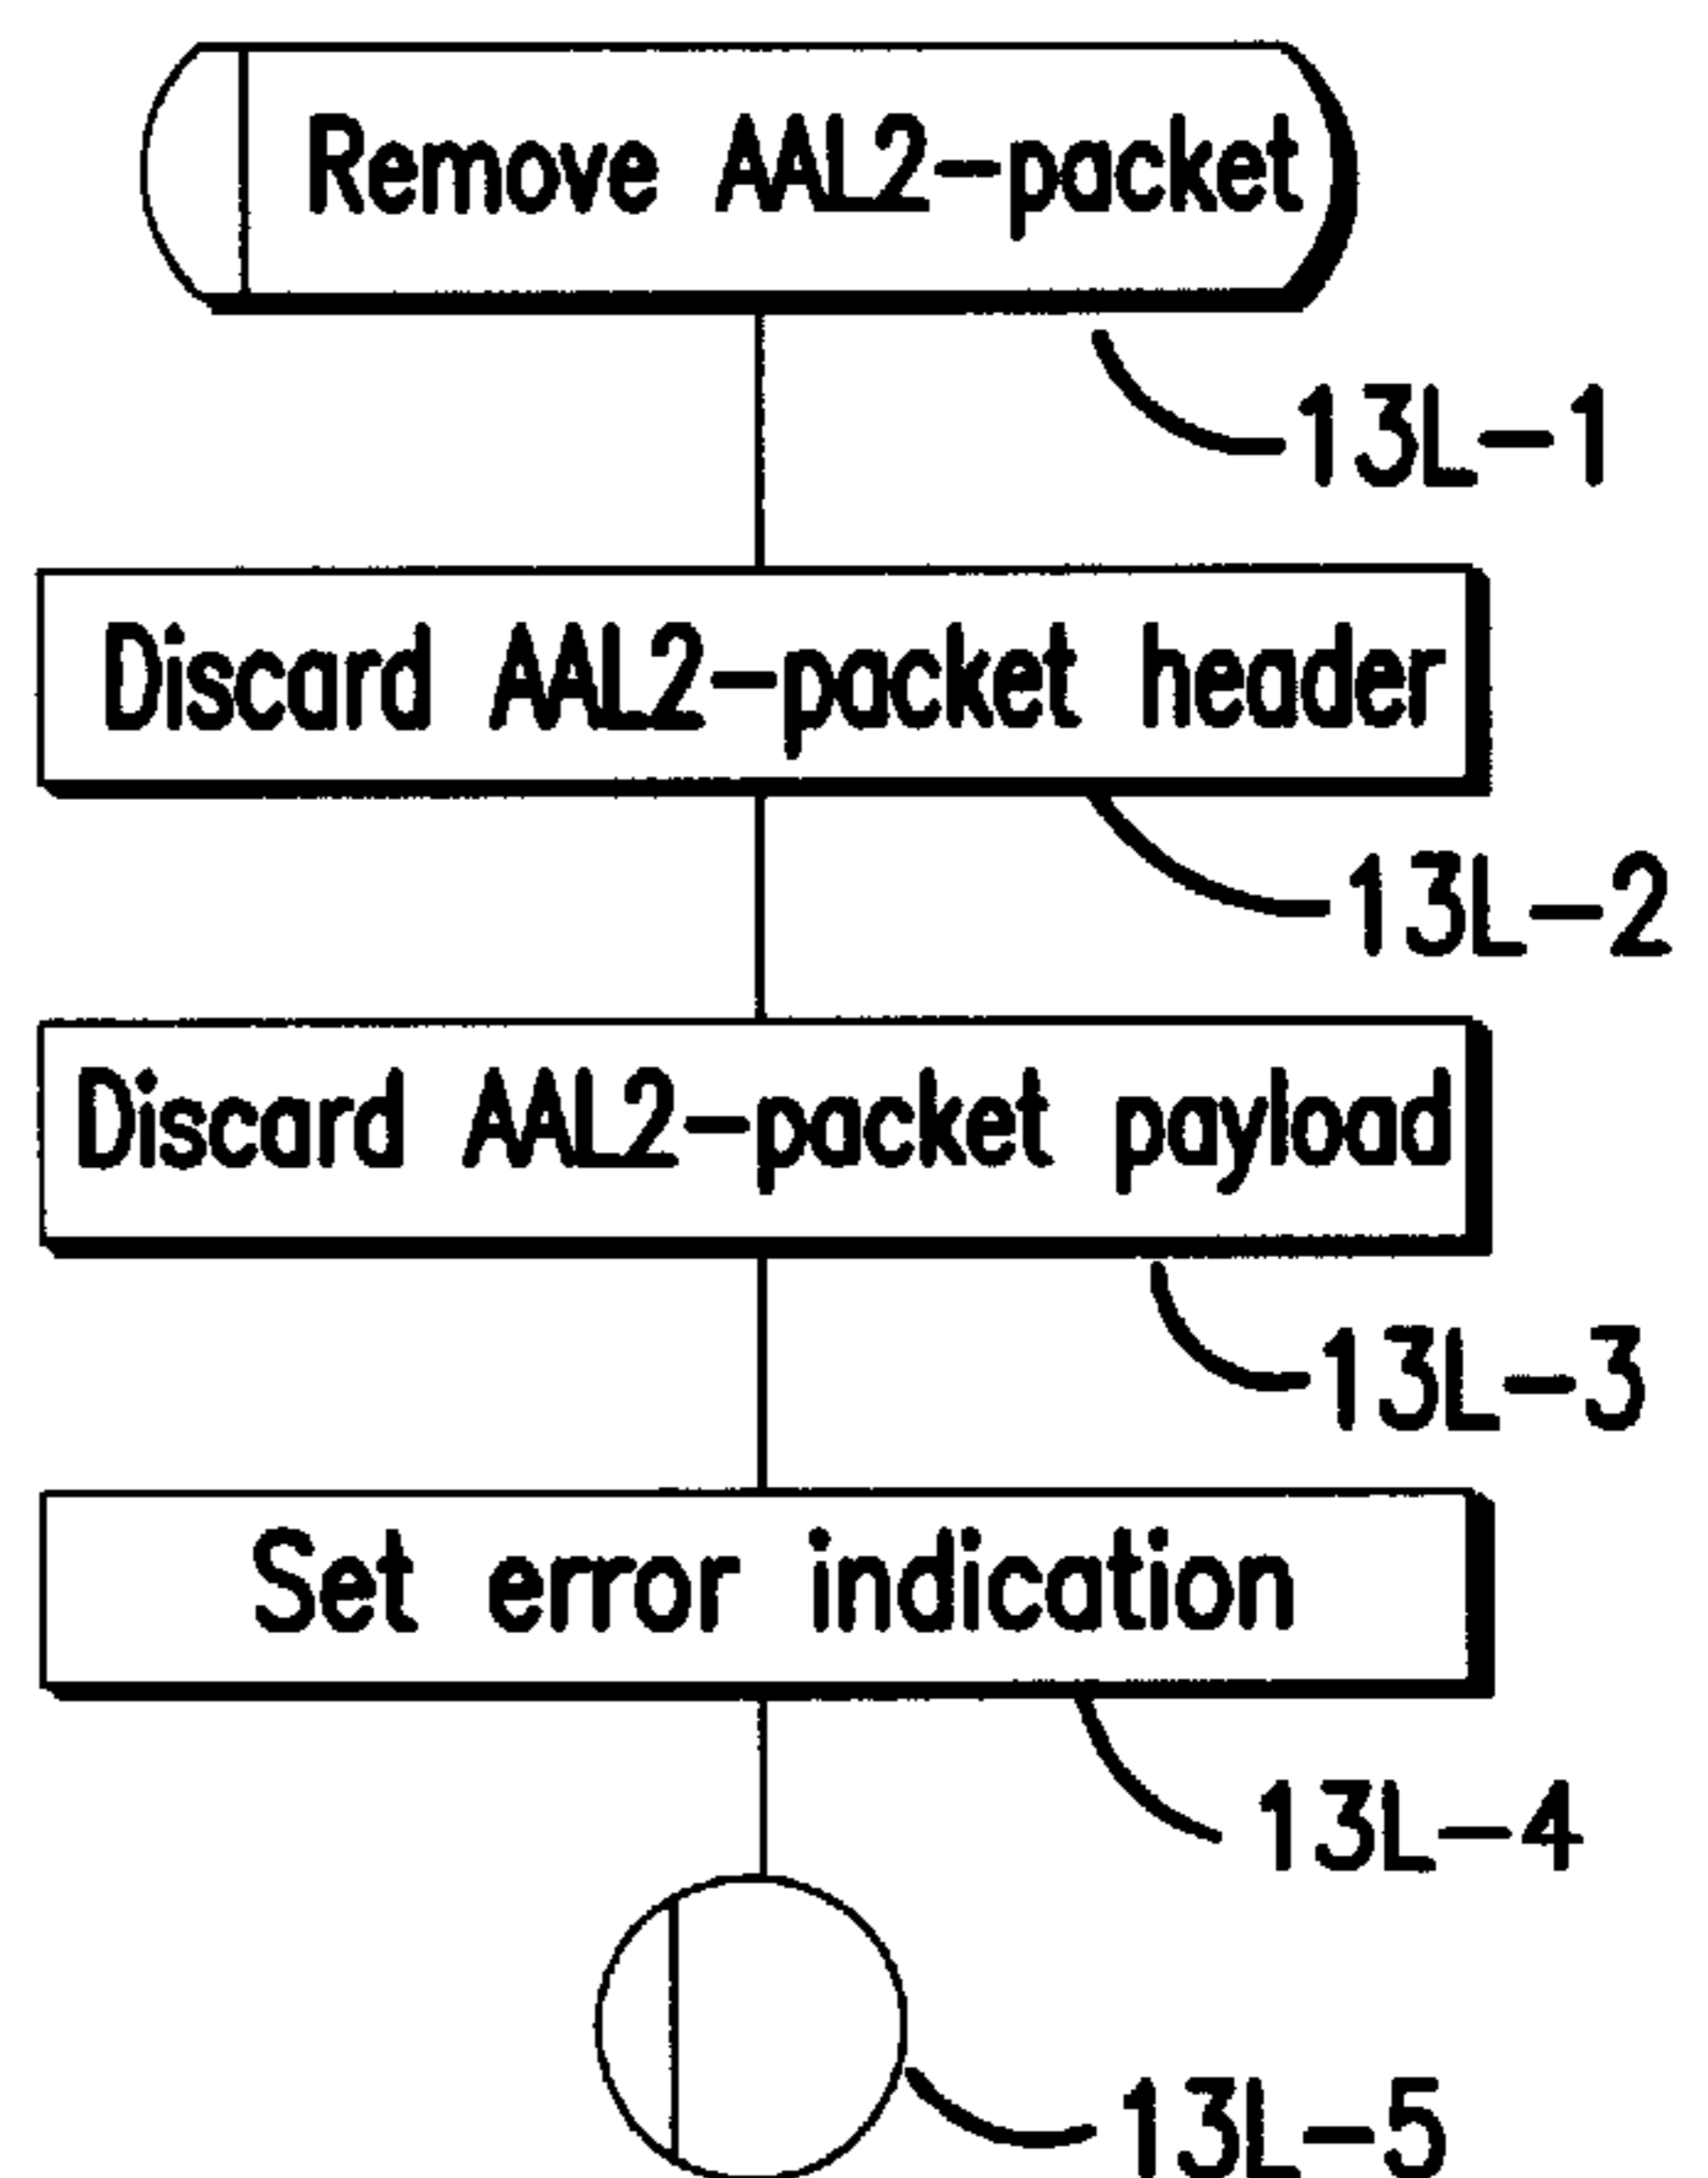 Remove AAL2-packet
13L-1
Discard AAL2-packet header
13L-2
Discard AAL2-packet payload
13L-3
Set error indication
13L-4
13L-5